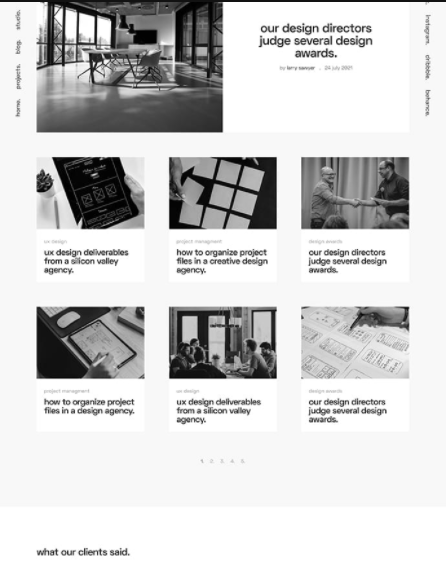 our design directors
judge several design
awards.
by larry sawyer
24 july 2021
home.
projects.
blog.
studio.
instagram.
dribbble.
behance.
ux design
ux design deliverables
from a silicon valley
agency.
project managment
how to organize project
files in a creative design
agency.
design awards
our design directors
judge several design
awards.
project managment
how to organize project
files in a design agency.
ux design
ux design deliverables
from a silicon valley
agency.
design awards
our design directors
judge several design
awards.
1. 2. 3. 4. 5.
what our clients said.